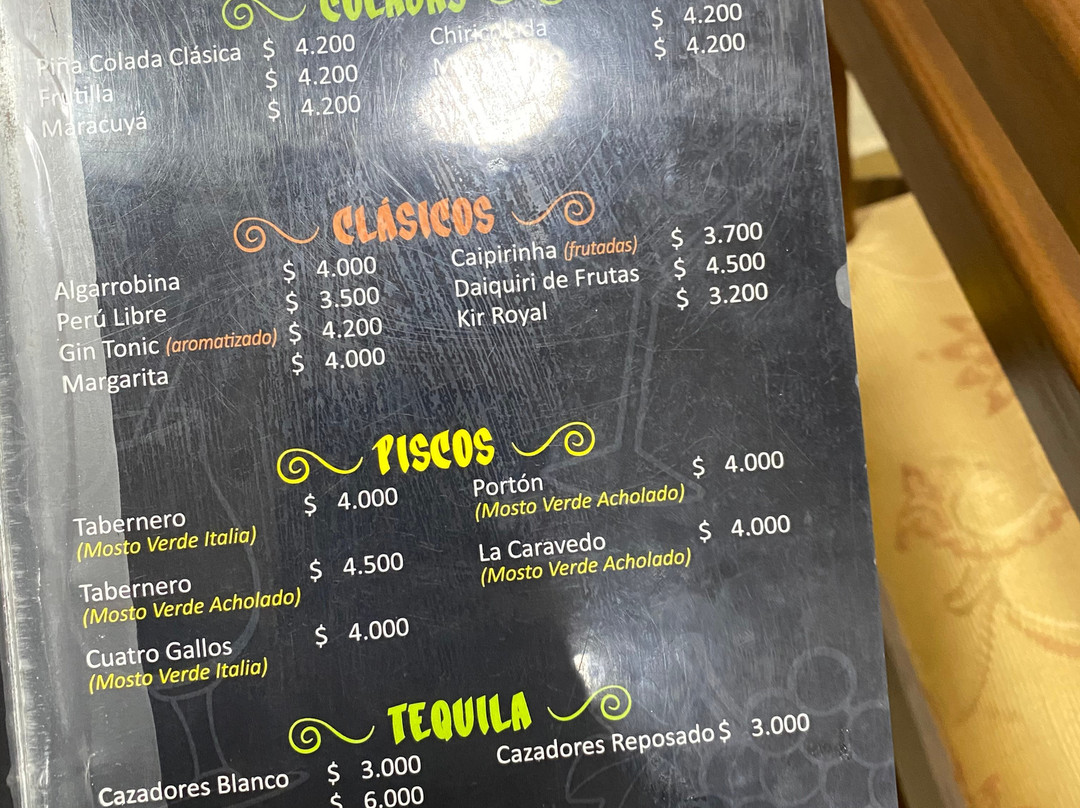 COLADAS
Piña Colada Clásica $ 4.200
Frutilla $ 4.200
Maracuyá $ 4.200
Chiricolada $ 4.200
$ 4.200
CLÁSICOS
Algarrobina $ 4.000
Perú Libre $ 3.500
Gin Tonic (aromatizado) $ 4.200
Margarita $ 4.000
Caipirinha (frutadas) $ 3.700
Daiquiri de Frutas $ 4.500
Kir Royal $ 3.200
PISCOS
Tabernero $ 4.000
(Mosto Verde Italia)
Tabernero $ 4.500
(Mosto Verde Acholado)
Cuatro Gallos $ 4.000
(Mosto Verde Italia)
Portón $ 4.000
(Mosto Verde Acholado)
La Caravedo $ 4.000
(Mosto Verde Acholado)
TEQUILA
Cazadores Blanco $ 3.000
$ 6.000
Cazadores Reposado $ 3.000